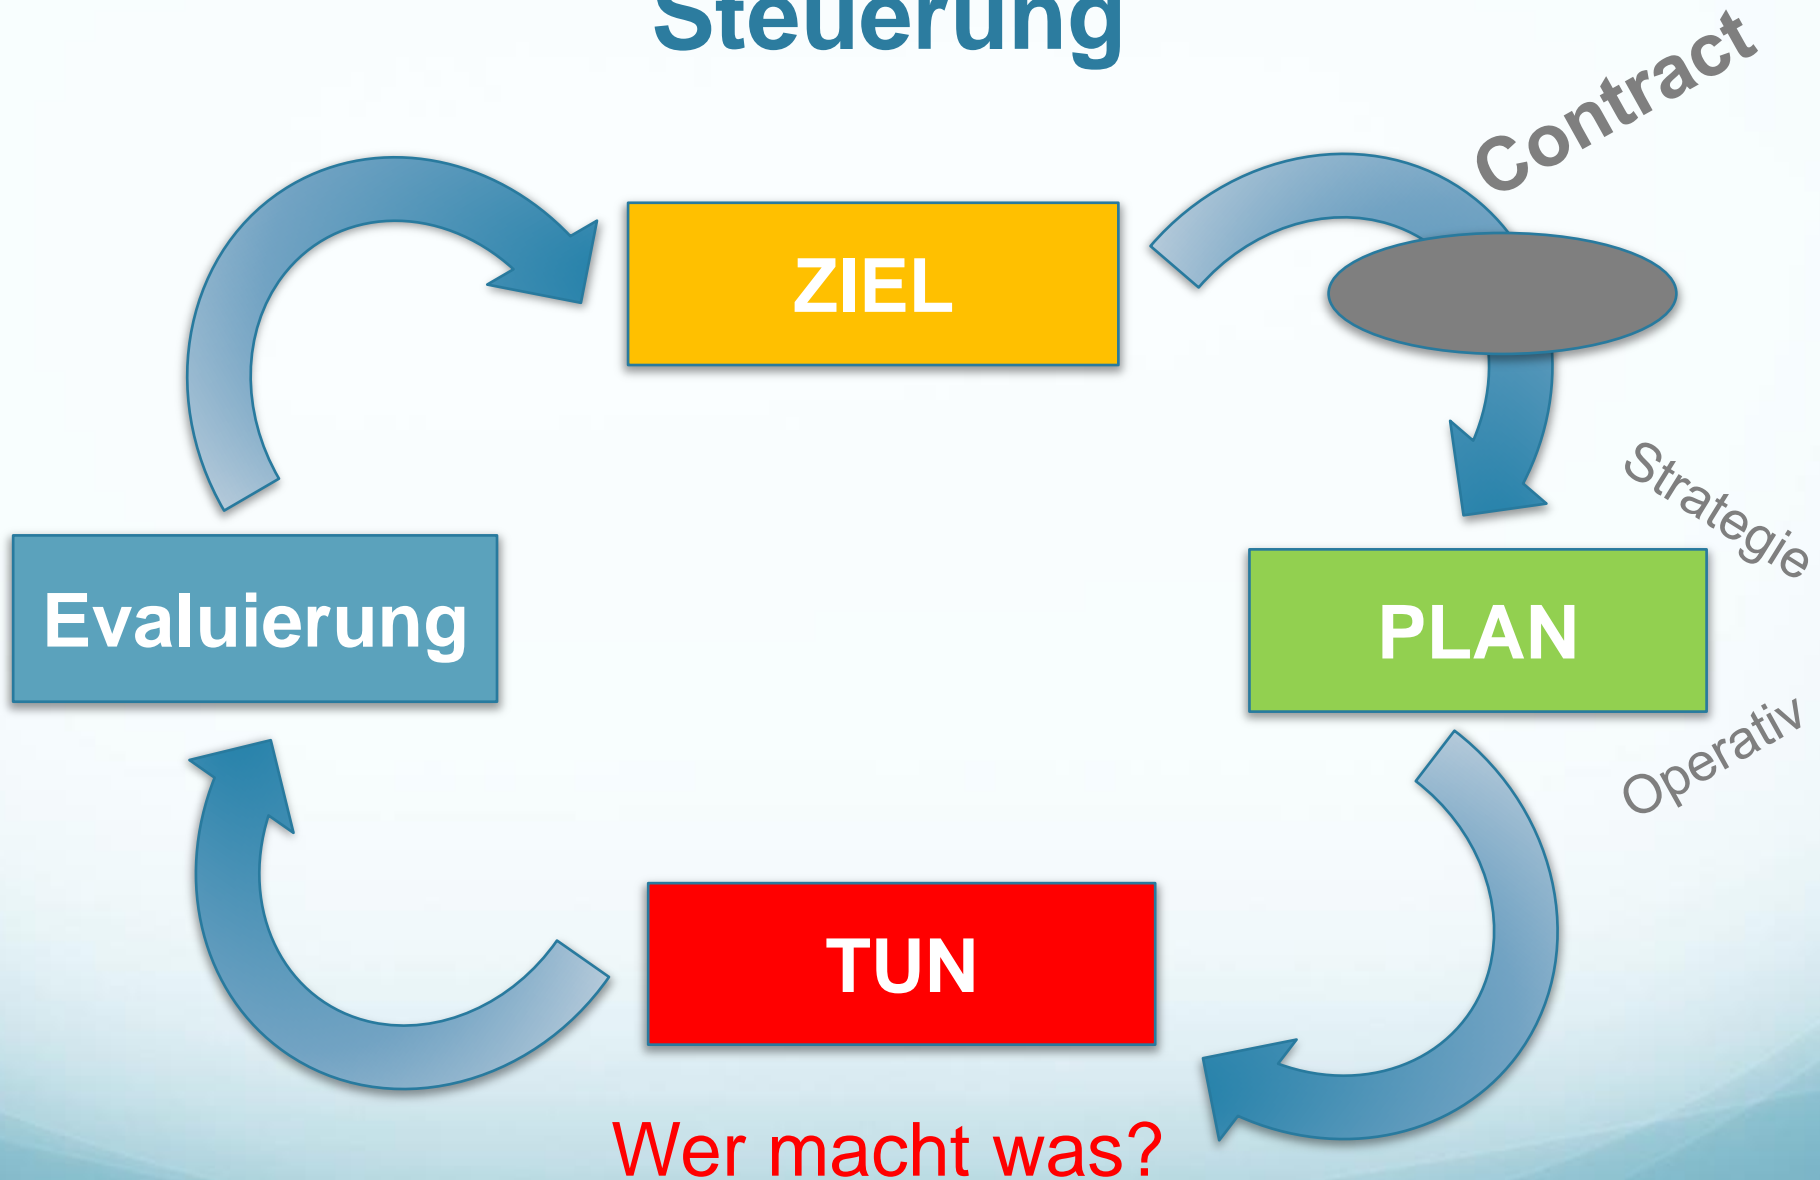 Steuerung
Contract
ZIEL
Strategie
Evaluierung
PLAN
Operativ
TUN
Wer macht was?